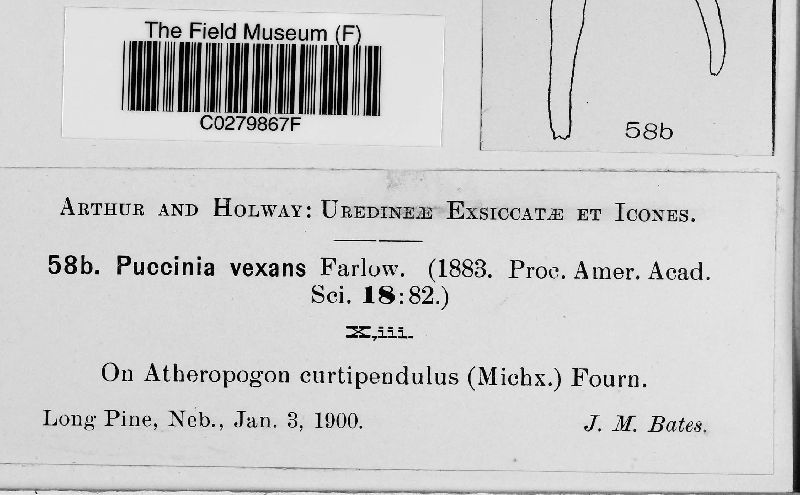 The Field Museum (F)
C0279867F
58b
ARTHUR AND HOLWAY: UREDINEÆ EXSICCATÆ ET ICONES.
58b. Puccinia vexans Farlow. (1883. Proc. Amer. Acad.
Sci. 18:82.)
X,iii.
On Atheropogon curtipendulus (Michx.) Fourn.
Long Pine, Neb., Jan. 3, 1900. J. M. Bates.